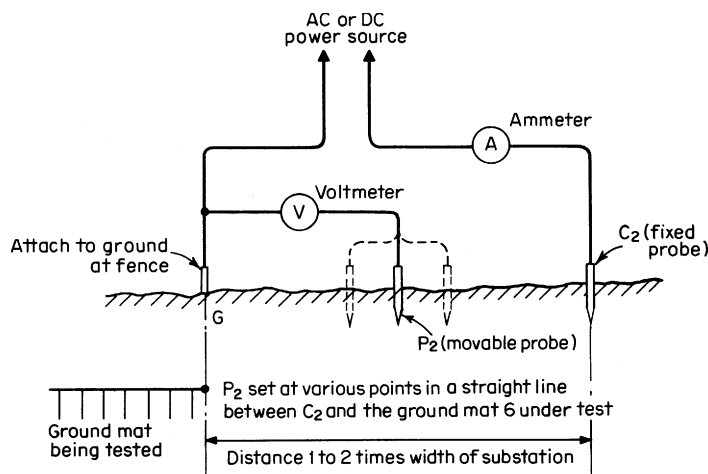 AC or DC
power source
Ammeter
A
Voltmeter
V
Attach to ground
at fence
C2 (fixed
probe)
G
P2 (movable probe)
P2 set at various points in a straight line
between C2 and the ground mat 6 under test
Ground mat
being tested
Distance 1 to 2 times width of substation